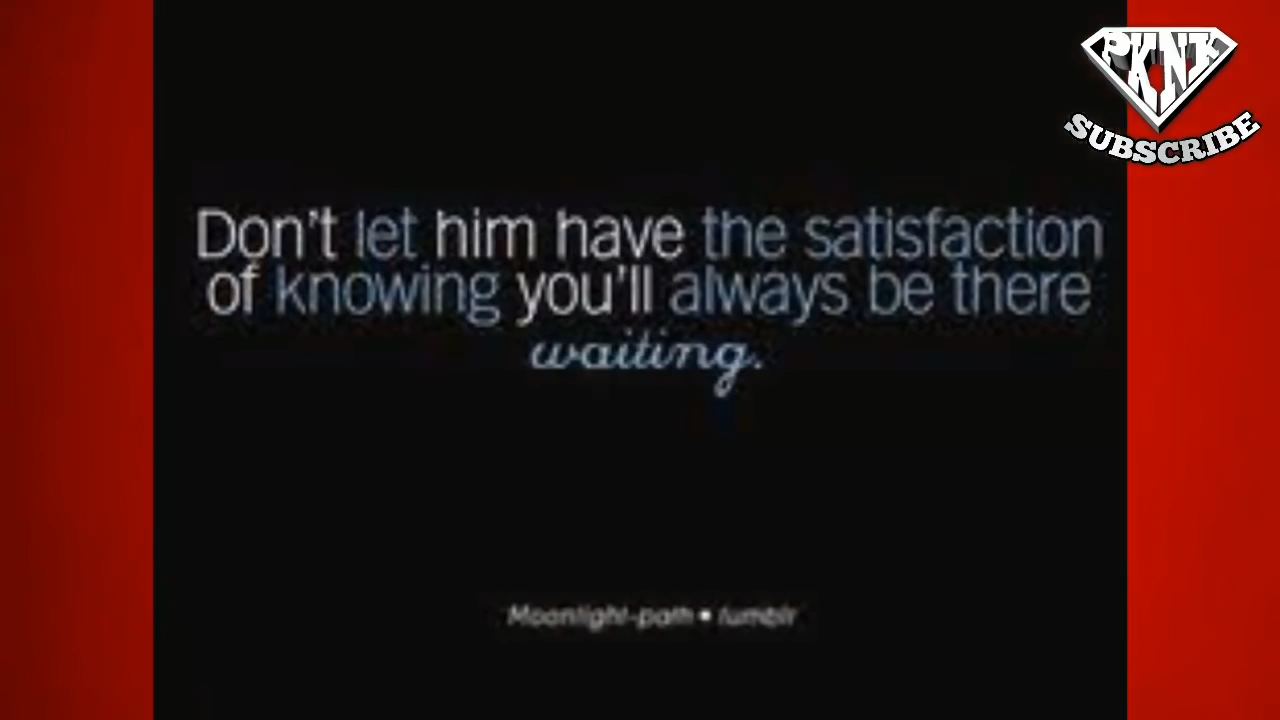 PKNK
SUBSCRIBE
Don't let him have the satisfaction
of knowing you'll always be there
waiting.
Moonlight-path • tumblr